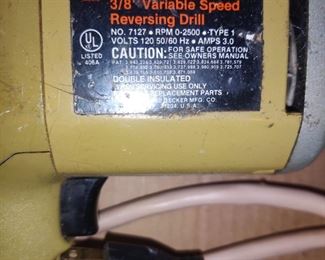 3/8" Variable Speed
Reversing Drill
NO. 7127 • RPM 0-2500 • TYPE 1
VOLTS 120 50/60 Hz • AMPS 3.0
CAUTION: FOR SAFE OPERATION
SEE OWNERS MANUAL
UL
LISTED
406A
DOUBLE INSULATED
WHEN SERVICING USE ONLY
REPLACEMENT PARTS
DECKER MFG. CO.
U.S.A.